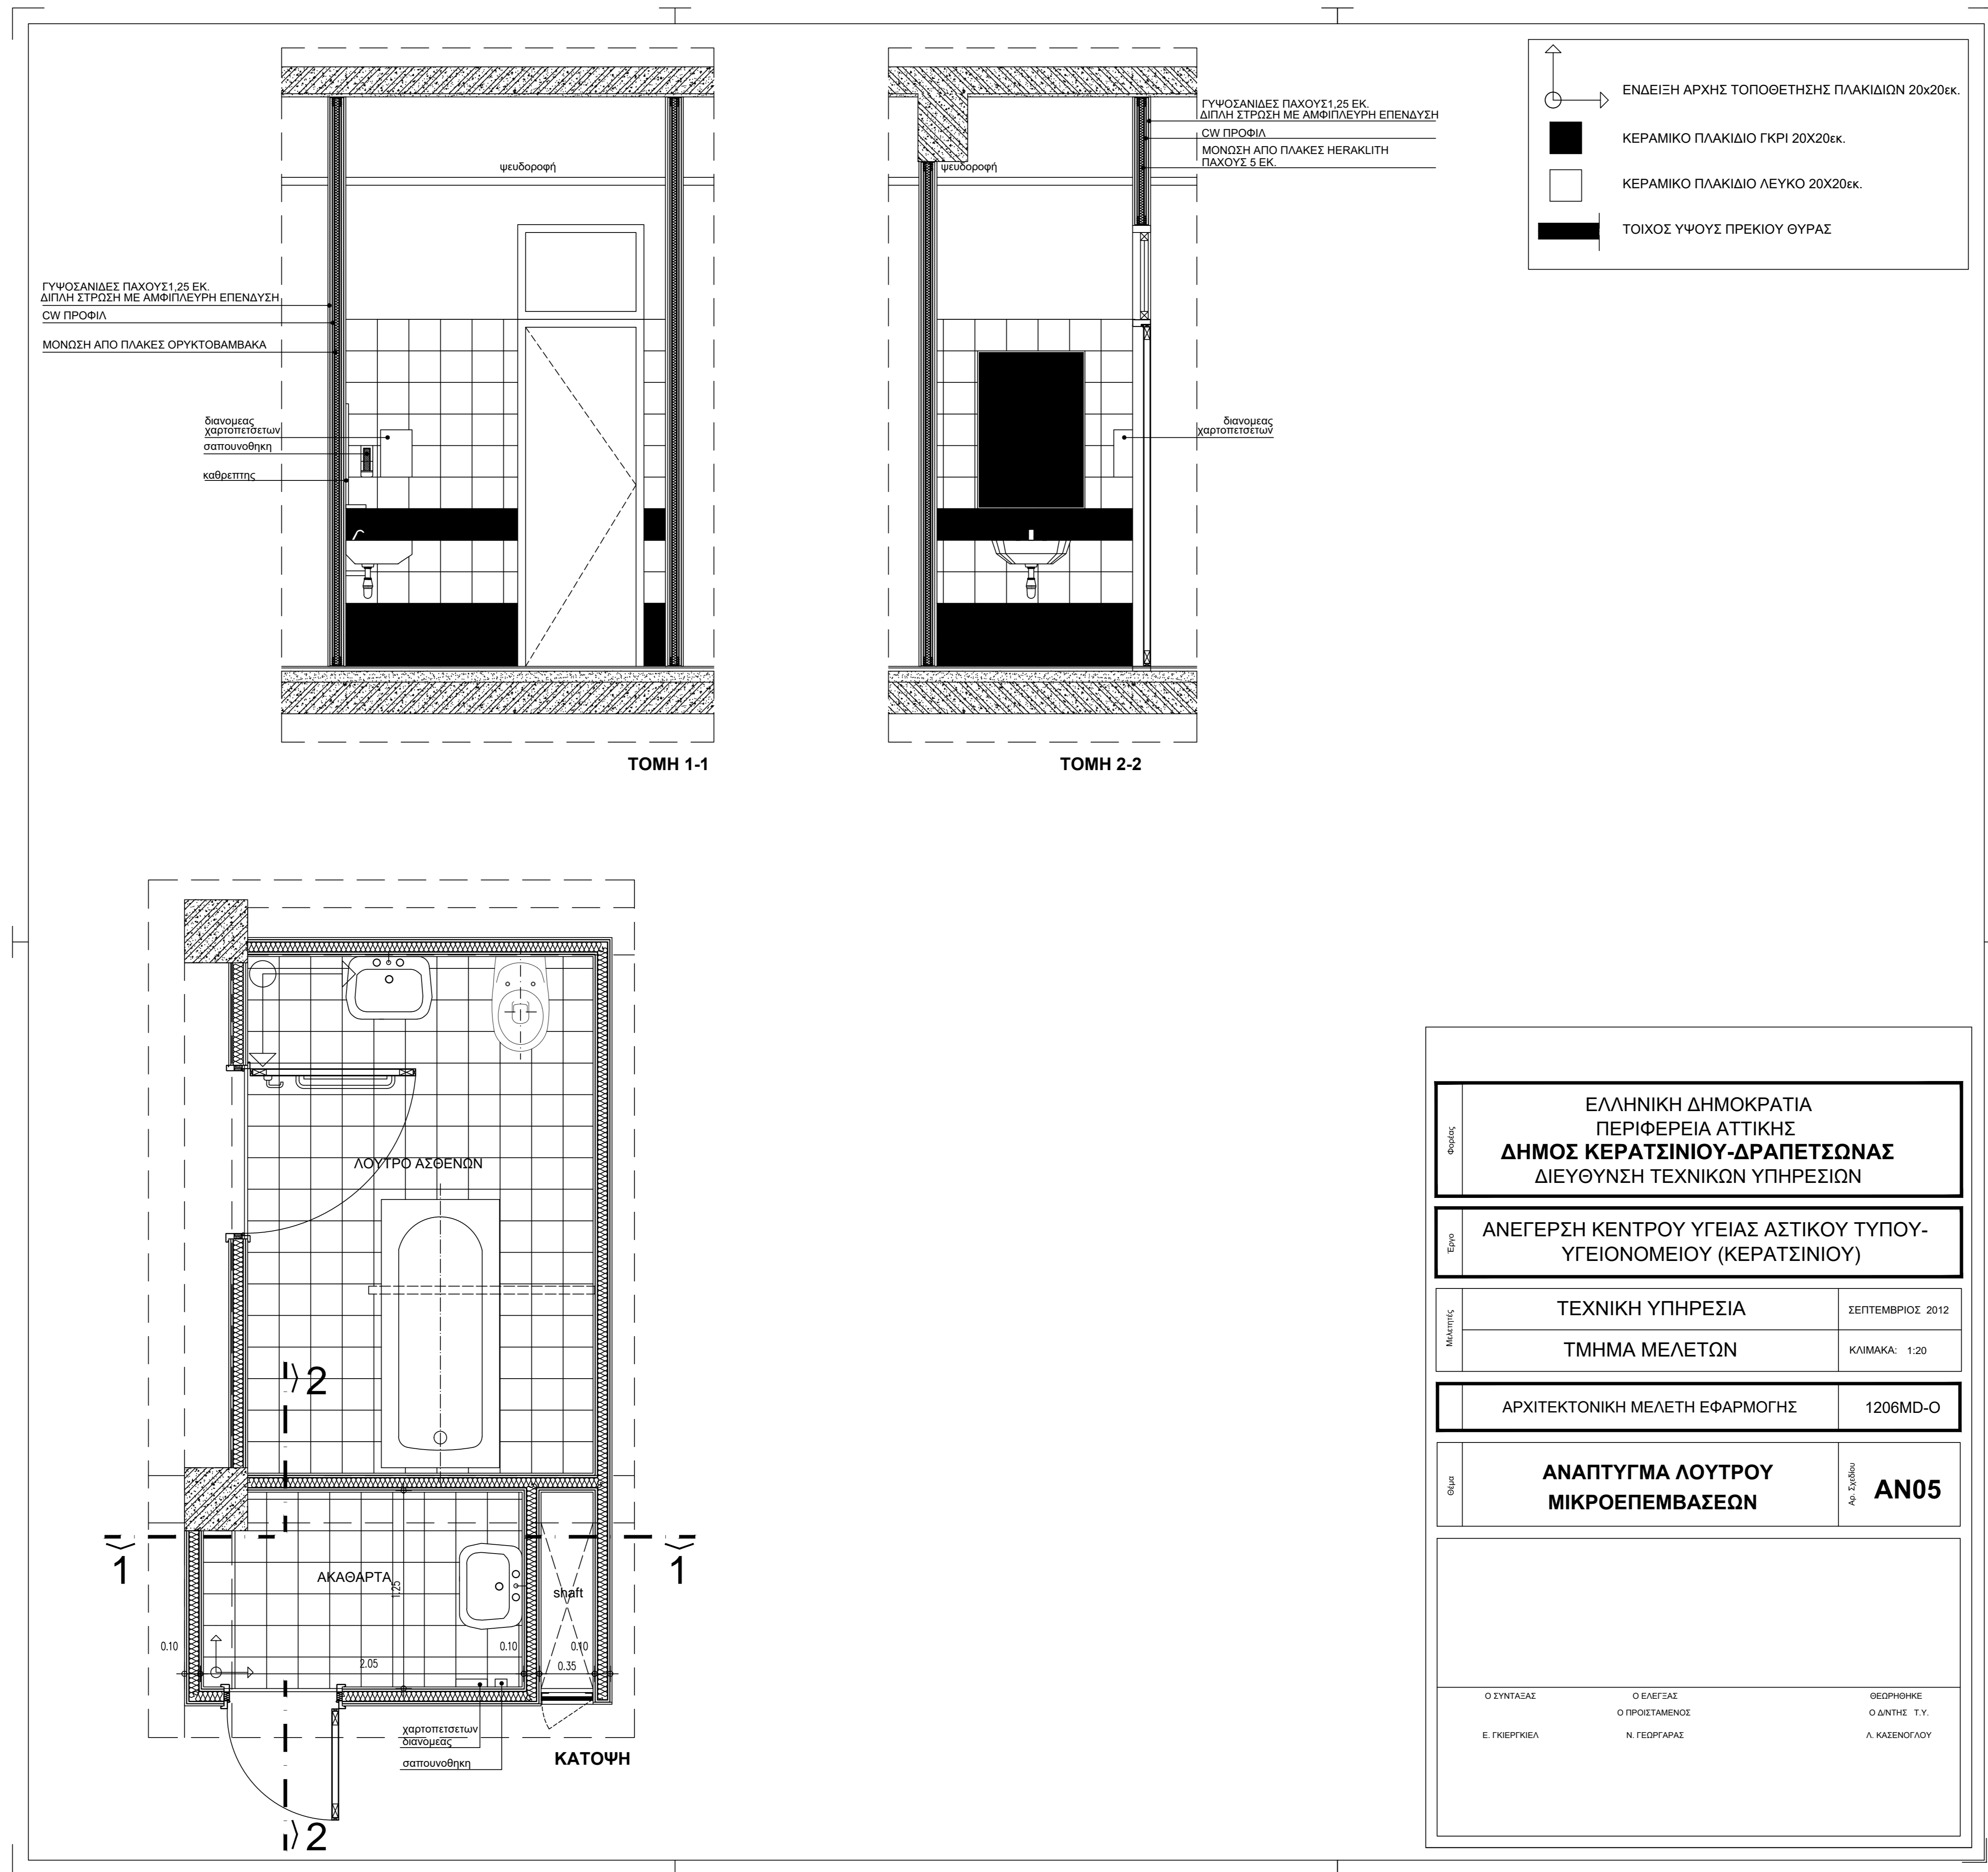 ΓΥΨΟΣΑΝΙΔΕΣ ΠΑΧΟΥΣ1,25 ΕΚ.
ΔΙΠΛΗ ΣΤΡΩΣΗ ΜΕ ΑΜΦΙΠΛΕΥΡΗ ΕΠΕΝΔΥΣΗ
CW ΠΡΟΦΙΛ
ΜΟΝΩΣΗ ΑΠΟ ΠΛΑΚΕΣ ΟΡΥΚΤΟΒΑΜΒΑΚΑ
ψευδοροφή
διανομεας
χαρτοπετσετων
σαπουνοθηκη
καθρεπτης
ΤΟΜΗ 1-1
ψευδοροφή
ΓΥΨΟΣΑΝΙΔΕΣ ΠΑΧΟΥΣ1,25 ΕΚ.
ΔΙΠΛΗ ΣΤΡΩΣΗ ΜΕ ΑΜΦΙΠΛΕΥΡΗ ΕΠΕΝΔΥΣΗ
CW ΠΡΟΦΙΛ
ΜΟΝΩΣΗ ΑΠΟ ΠΛΑΚΕΣ HERAKLITH
ΠΑΧΟΥΣ 5 ΕΚ.
διανομεας
χαρτοπετσετων
ΤΟΜΗ 2-2
ΕΝΔΕΙΞΗ ΑΡΧΗΣ ΤΟΠΟΘΕΤΗΣΗΣ ΠΛΑΚΙΔΙΩΝ 20x20εκ.
ΚΕΡΑΜΙΚΟ ΠΛΑΚΙΔΙΟ ΓΚΡΙ 20Χ20εκ.
ΚΕΡΑΜΙΚΟ ΠΛΑΚΙΔΙΟ ΛΕΥΚΟ 20Χ20εκ.
ΤΟΙΧΟΣ ΥΨΟΥΣ ΠΡΕΚΙΟΥ ΘΥΡΑΣ
ΛΟΥΤΡΟ ΑΣΘΕΝΩΝ
2
1
1
ΑΚΑΘΑΡΤΑ
1.25
shaft
0.10
0.10
0.10
2.05
0.35
χαρτοπετσετων
διανομεας
σαπουνοθηκη
ΚΑΤΟΨΗ
2
Φορέας
ΕΛΛΗΝΙΚΗ ΔΗΜΟΚΡΑΤΙΑ
ΠΕΡΙΦΕΡΕΙΑ ΑΤΤΙΚΗΣ
ΔΗΜΟΣ ΚΕΡΑΤΣΙΝΙΟΥ-ΔΡΑΠΕΤΣΩΝΑΣ
ΔΙΕΥΘΥΝΣΗ ΤΕΧΝΙΚΩΝ ΥΠΗΡΕΣΙΩΝ
Έργο
ΑΝΕΓΕΡΣΗ ΚΕΝΤΡΟΥ ΥΓΕΙΑΣ ΑΣΤΙΚΟΥ ΤΥΠΟΥ-
ΥΓΕΙΟΝΟΜΕΙΟΥ (ΚΕΡΑΤΣΙΝΙΟΥ)
Μελετητές
ΤΕΧΝΙΚΗ ΥΠΗΡΕΣΙΑ
ΣΕΠΤΕΜΒΡΙΟΣ 2012
ΤΜΗΜΑ ΜΕΛΕΤΩΝ
ΚΛΙΜΑΚΑ: 1:20
ΑΡΧΙΤΕΚΤΟΝΙΚΗ ΜΕΛΕΤΗ ΕΦΑΡΜΟΓΗΣ
1206MD-O
Θέμα
ΑΝΑΠΤΥΓΜΑ ΛΟΥΤΡΟΥ
ΜΙΚΡΟΕΠΕΜΒΑΣΕΩΝ
Αρ. Σχεδίου
AN05
Ο ΣΥΝΤΑΞΑΣ
Ο ΕΛΕΓΞΑΣ
ΘΕΩΡΗΘΗΚΕ
Ο ΠΡΟΙΣΤΑΜΕΝΟΣ
Ο Δ/ΝΤΗΣ Τ.Υ.
Ε. ΓΚΙΕΡΓΚΙΕΛ
Ν. ΓΕΩΡΓΑΡΑΣ
Λ. ΚΑΣΕΝΟΓΛΟΥ